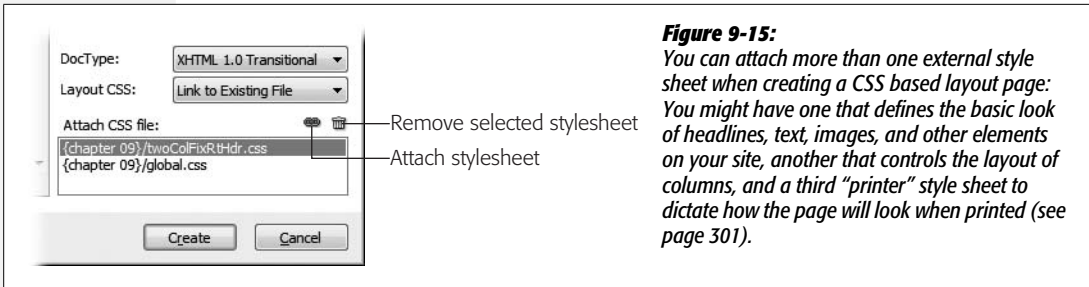 DocType: XHTML 1.0 Transitional
Layout CSS: Link to Existing File
Attach CSS file:
{chapter 09}/twoColFixRtHdr.css
{chapter 09}/global.css
Create Cancel
Remove selected stylesheet
Attach stylesheet
Figure 9-15:
You can attach more than one external style
sheet when creating a CSS based layout page:
You might have one that defines the basic look
of headlines, text, images, and other elements
on your site, another that controls the layout of
columns, and a third “printer” style sheet to
dictate how the page will look when printed (see
page 301).